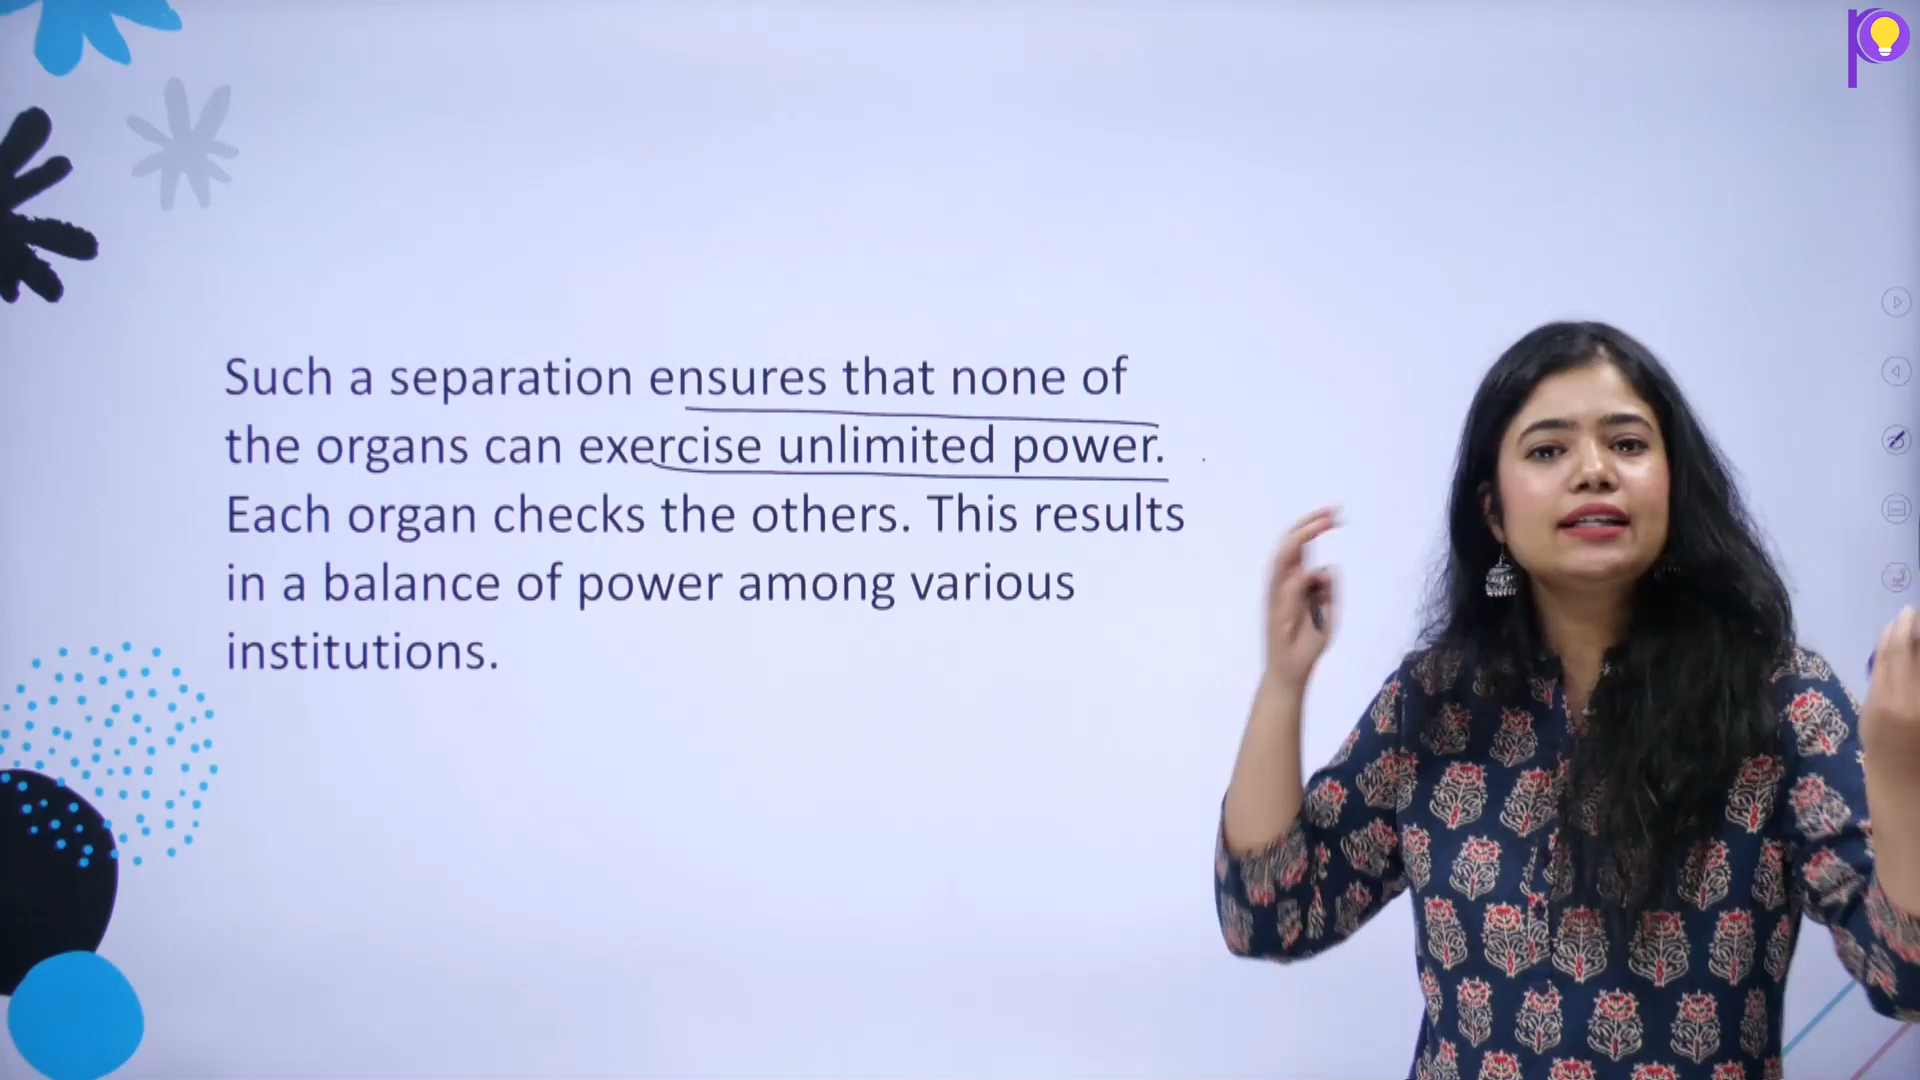 Such a separation ensures that none of
the organs can exercise unlimited power.
Each organ checks the others. This results
in a balance of power among various
institutions.